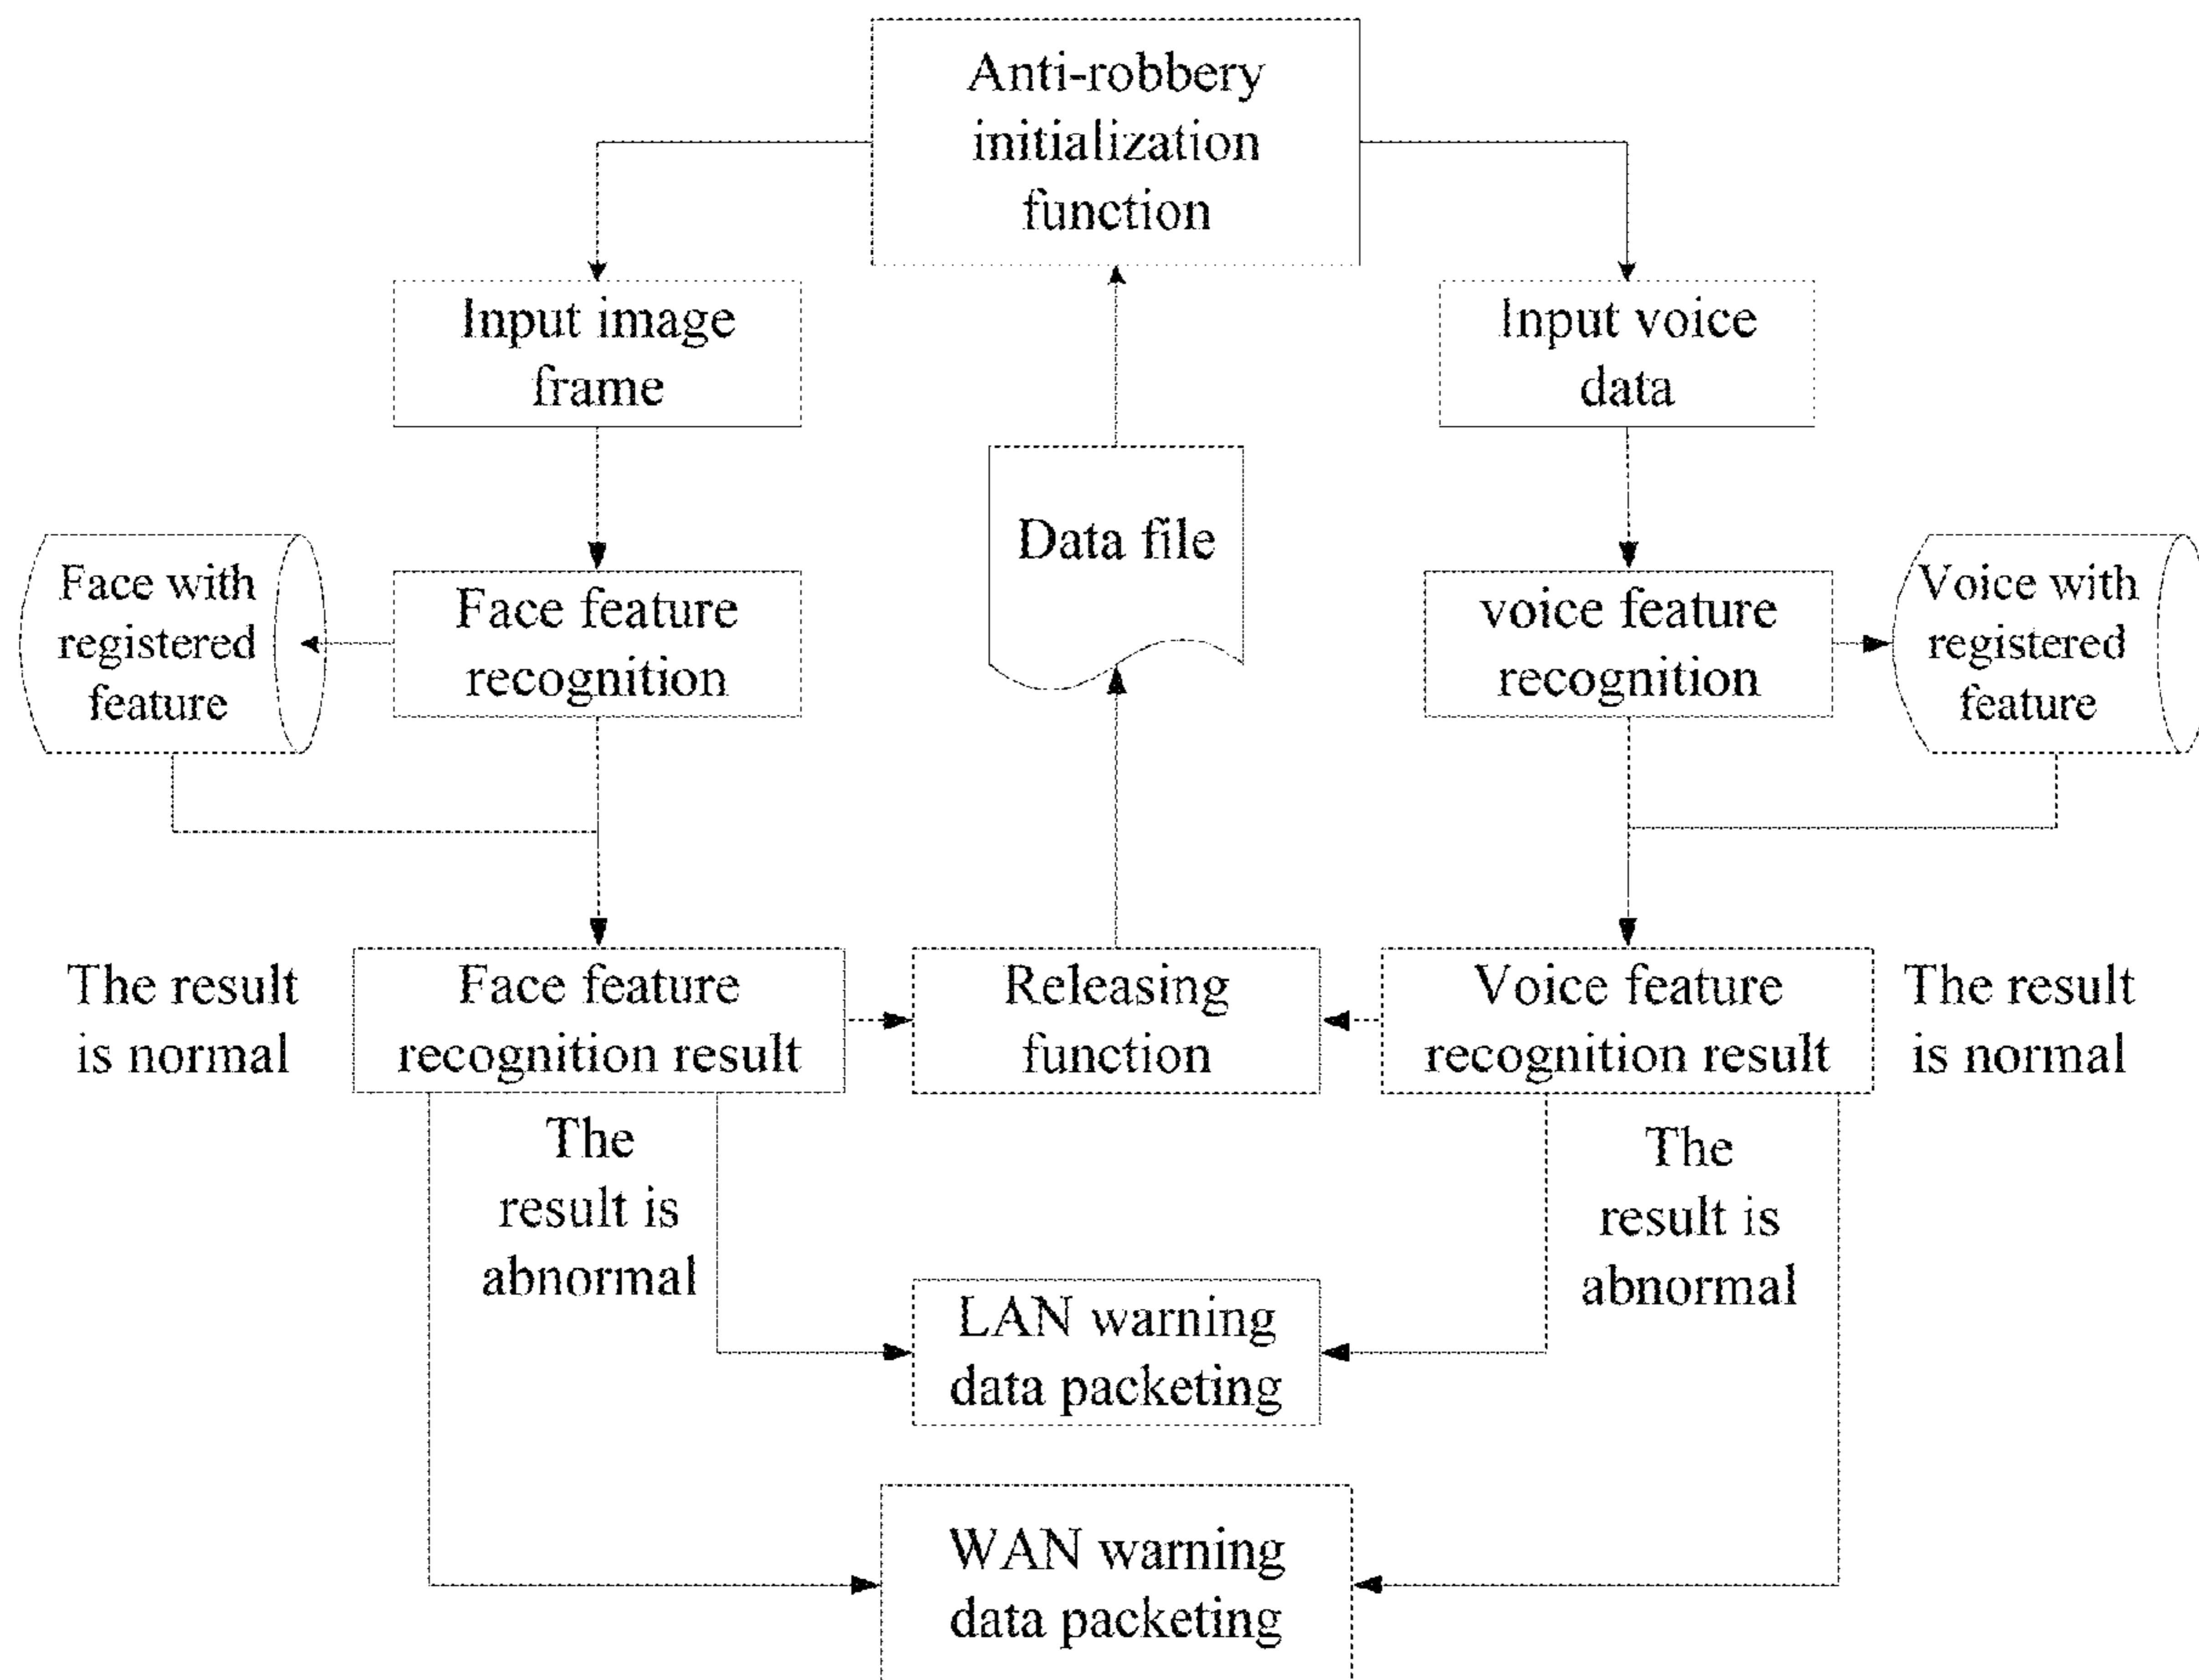 Anti-robbery
initialization
function
Input image
frame
Input voice
data
Data file
Face with
registered
feature
Face feature
recognition
voice feature
recognition
Voice with
registered
feature
The result
is normal
Face feature
recognition result
Releasing
function
Voice feature
recognition result
The result
is normal
The
result is
abnormal
The
result is
abnormal
LAN warning
data packeting
WAN warning
data packeting